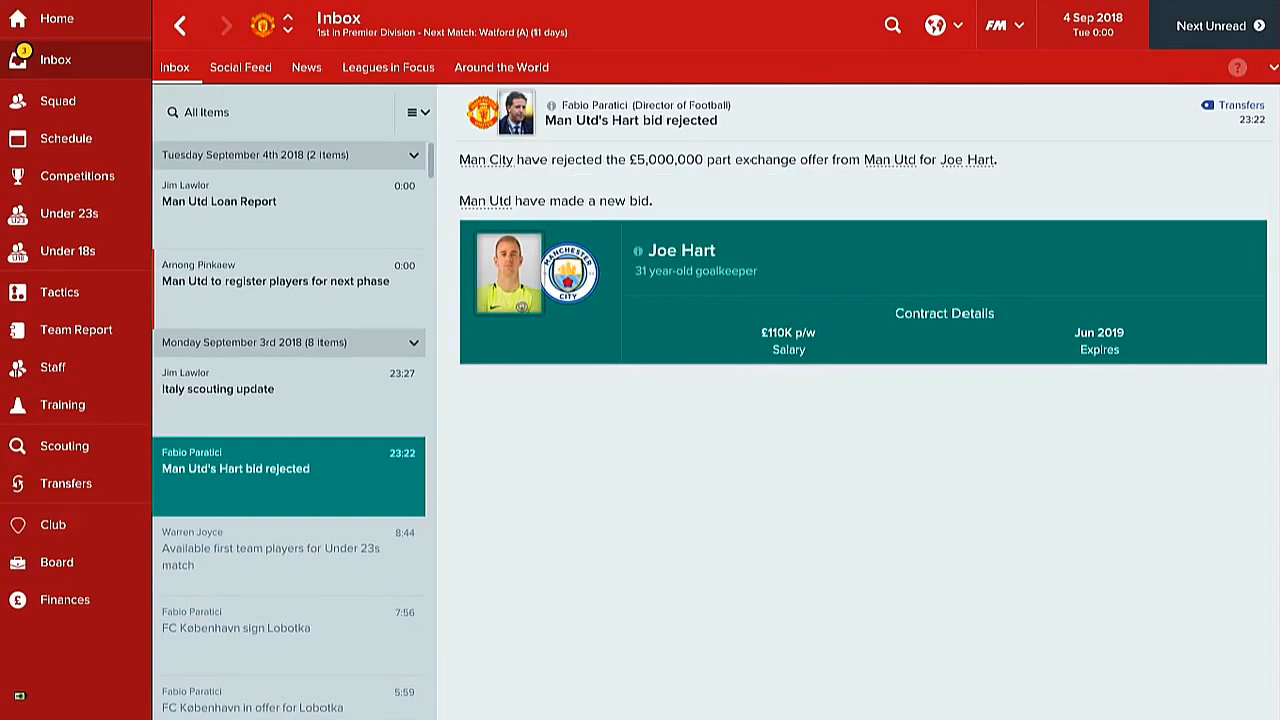 Home
3
Inbox
Squad
Schedule
Competitions
U23
Under 23s
U18
Under 18s
Tactics
Team Report
Staff
Training
Scouting
Transfers
Club
Board
£
Finances
Inbox
1st in Premier Division - Next Match: Watford (A) (11 days)
FM
4 Sep 2018
Tue 0:00
Next Unread
Inbox
Social Feed
News
Leagues in Focus
Around the World
?
All Items
Tuesday September 4th 2018 (2 items)
Jim Lawlor 0:00
Man Utd Loan Report
Arnong Pinkaew 0:00
Man Utd to register players for next phase
Monday September 3rd 2018 (8 items)
Jim Lawlor 23:27
Italy scouting update
Fabio Paratici 23:22
Man Utd's Hart bid rejected
Warren Joyce 8:44
Available first team players for Under 23s
match
Fabio Paratici 7:56
FC København sign Lobotka
Fabio Paratici 5:59
FC København in offer for Lobotka
Fabio Paratici (Director of Football)
Man Utd's Hart bid rejected
Transfers
23:22
Man City have rejected the £5,000,000 part exchange offer from Man Utd for Joe Hart.
Man Utd have made a new bid.
MANCHESTER
CITY
Joe Hart
31 year-old goalkeeper
Contract Details
£110K p/w
Salary
Jun 2019
Expires